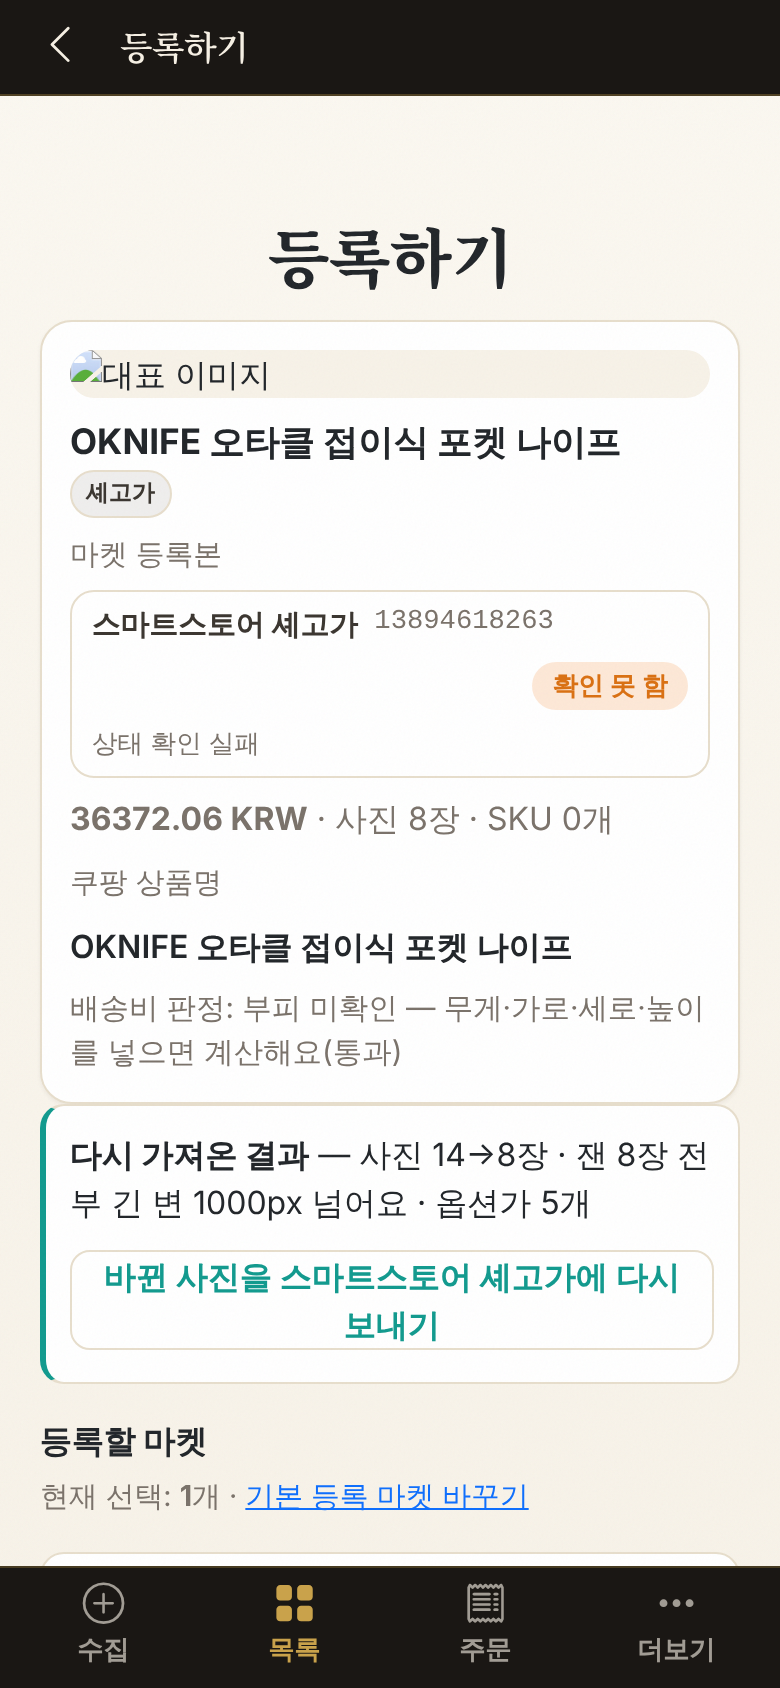 등록하기
등록하기
대표 이미지
OKNIFE 오타클 접이식 포켓 나이프
셰고가
마켓 등록본
스마트스토어 셰고가 13894618263
확인 못 함
상태 확인 실패
36372.06 KRW · 사진 8장 · SKU 0개
쿠팡 상품명
OKNIFE 오타클 접이식 포켓 나이프
배송비 판정: 부피 미확인 — 무게·가로·세로·높이
를 넣으면 계산해요(통과)
다시 가져온 결과 — 사진 14→8장 · 잰 8장 전
부 긴 변 1000px 넘어요 · 옵션가 5개
바뀐 사진을 스마트스토어 셰고가에 다시
보내기
등록할 마켓
현재 선택: 1개 · 기본 등록 마켓 바꾸기
수집 목록 주문 더보기